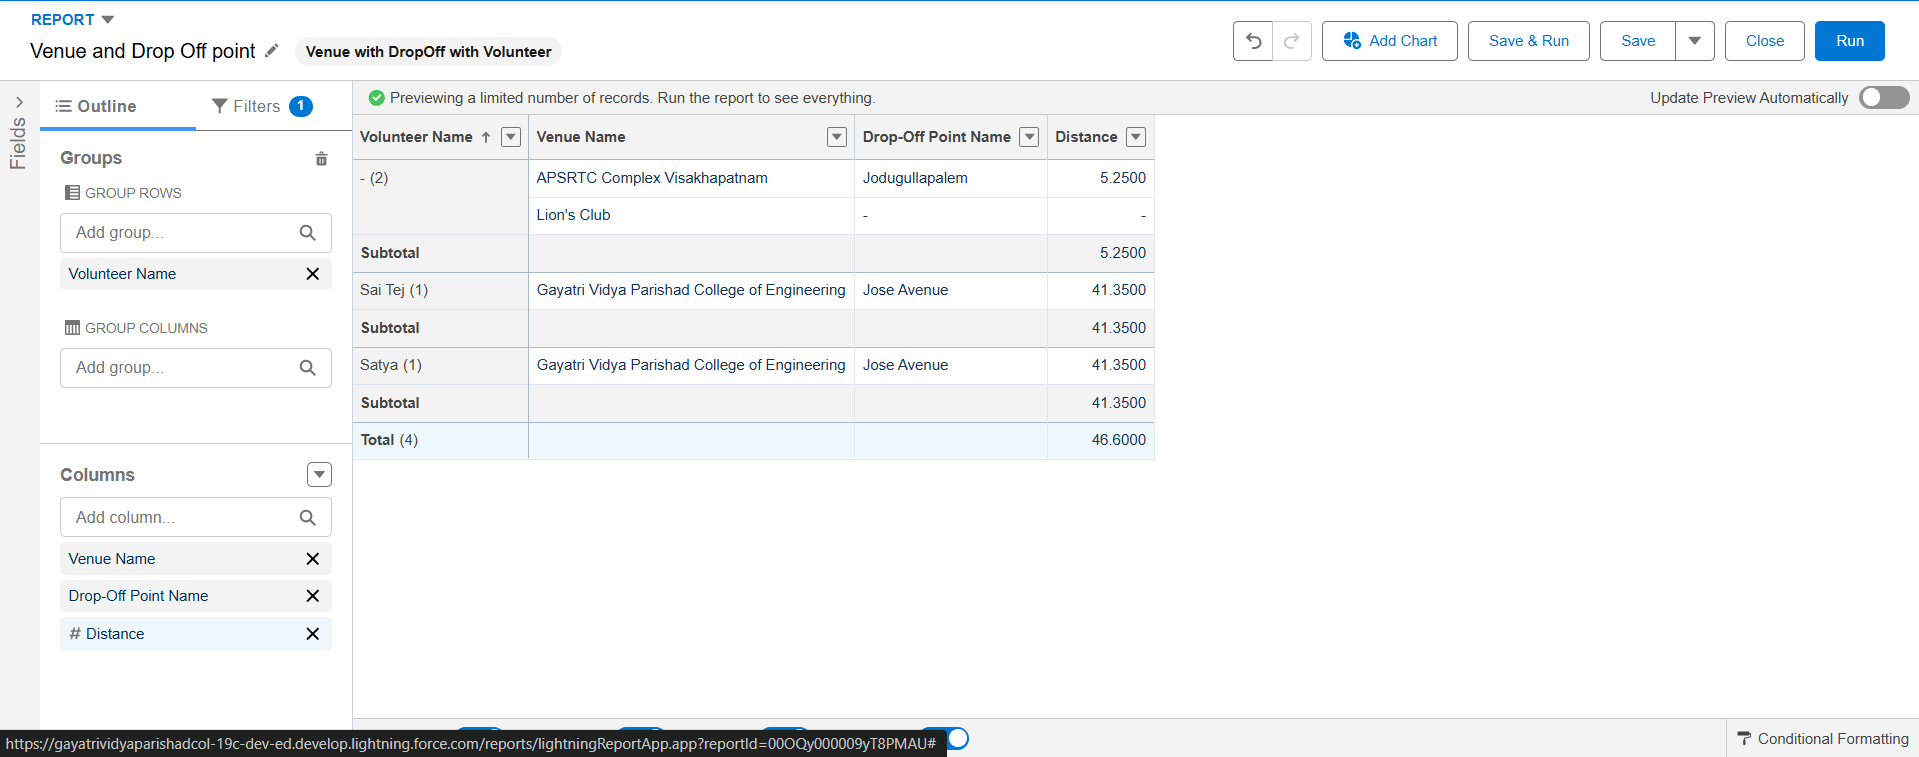 REPORT
Venue and Drop Off point
Venue with DropOff with Volunteer
Add Chart
Save & Run
Save
Close
Run
Fields
Outline
Filters 1
Previewing a limited number of records. Run the report to see everything.
Update Preview Automatically
Groups
GROUP ROWS
Add group...
Volunteer Name
GROUP COLUMNS
Add group...
Columns
Add column...
Venue Name
Drop-Off Point Name
# Distance
Volunteer Name Venue Name Drop-Off Point Name Distance
- (2) APSRTC Complex Visakhapatnam Jodugullapalem 5.2500
Lion's Club - -
Subtotal 5.2500
Sai Tej (1) Gayatri Vidya Parishad College of Engineering Jose Avenue 41.3500
Subtotal 41.3500
Satya (1) Gayatri Vidya Parishad College of Engineering Jose Avenue 41.3500
Subtotal 41.3500
Total (4) 46.6000
https://gayatrividyaparishadcol-19c-dev-ed.develop.lightning.force.com/reports/lightningReportApp.app?reportId=00OQy000009yT8PMAU#
Conditional Formatting